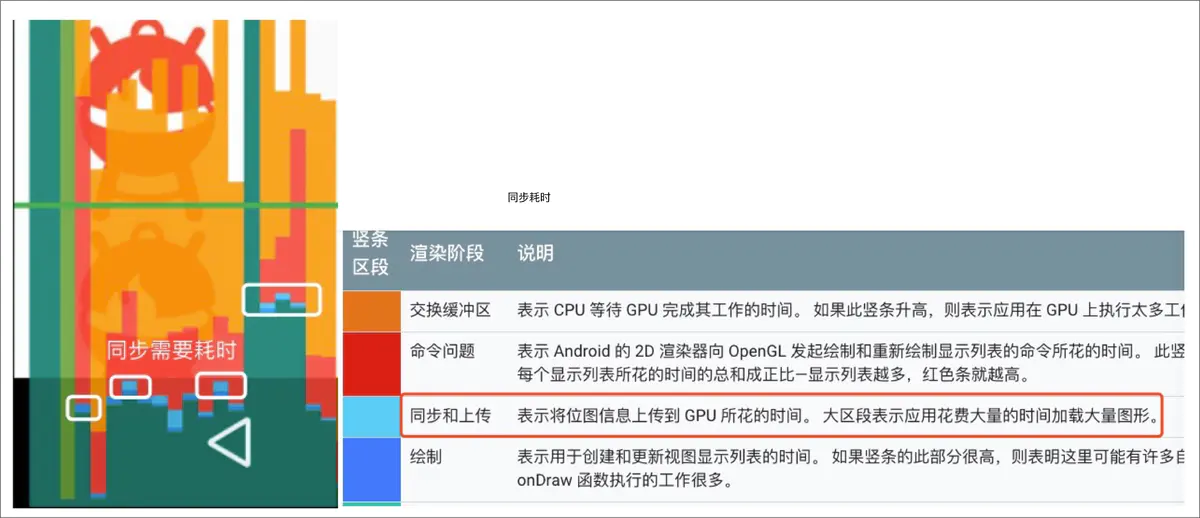 同步需要耗时
同步耗时
竖条
区段
渲染阶段
说明
交换缓冲区
表示 CPU 等待 GPU 完成其工作的时间。 如果此竖条升高，则表示应用在 GPU 上执行太多工
命令问题
表示 Android 的 2D 渲染器向 OpenGL 发起绘制和重新绘制显示列表的命令所花的时间。 此竖
每个显示列表所花的时间的总和成正比—显示列表越多，红色条就越高。
同步和上传
表示将位图信息上传到 GPU 所花的时间。 大区段表示应用花费大量的时间加载大量图形。
绘制
表示用于创建和更新视图显示列表的时间。 如果竖条的此部分很高，则表明这里可能有许多自
onDraw 函数执行的工作很多。